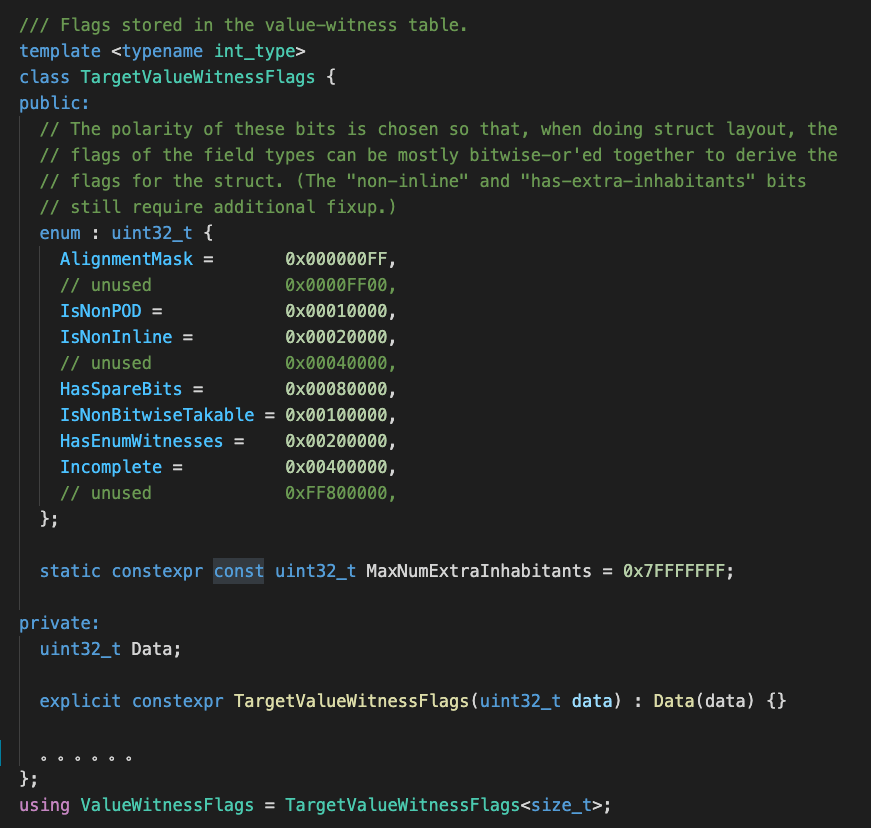 /// Flags stored in the value-witness table.
template <typename int_type>
class TargetValueWitnessFlags {
public:
  // The polarity of these bits is chosen so that, when doing struct layout, the
  // flags of the field types can be mostly bitwise-or'ed together to derive the
  // flags for the struct. (The "non-inline" and "has-extra-inhabitants" bits
  // still require additional fixup.)
  enum : uint32_t {
    AlignmentMask =       0x000000FF,
    // unused             0x0000FF00,
    IsNonPOD =            0x00010000,
    IsNonInline =         0x00020000,
    // unused             0x00040000,
    HasSpareBits =        0x00080000,
    IsNonBitwiseTakable = 0x00100000,
    HasEnumWitnesses =    0x00200000,
    Incomplete =          0x00400000,
    // unused             0xFF800000,
  };
  static constexpr const uint32_t MaxNumExtraInhabitants = 0x7FFFFFFF;
private:
  uint32_t Data;
  explicit constexpr TargetValueWitnessFlags(uint32_t data) : Data(data) {}
  。。。。。。
};
using ValueWitnessFlags = TargetValueWitnessFlags<size_t>;